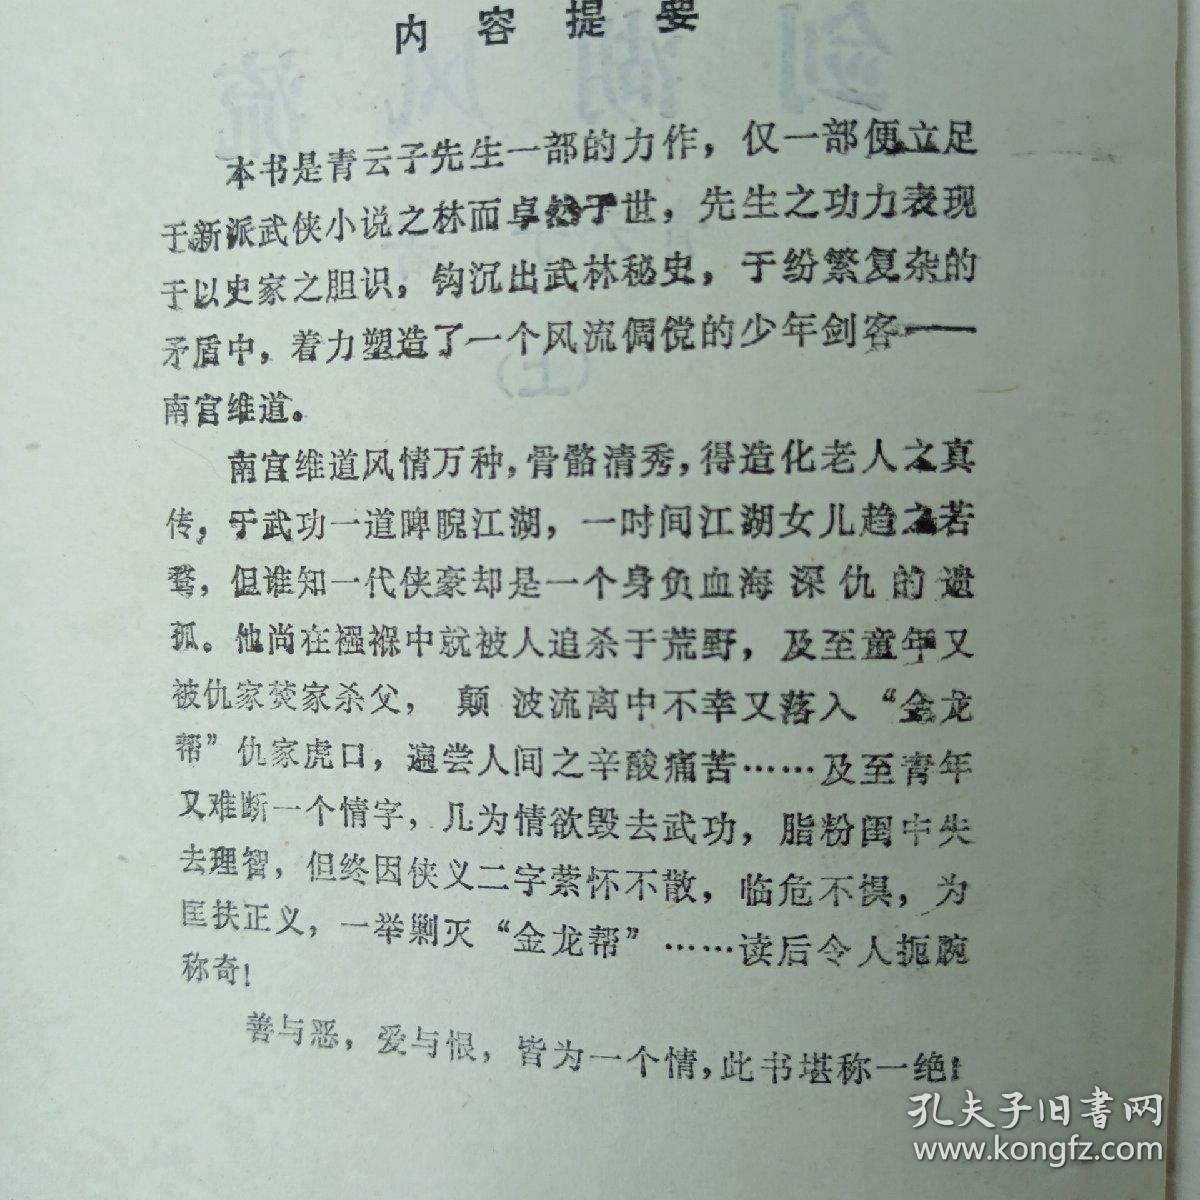 内容提要
本书是青云子先生一部的力作，仅一部便立足
于新派武侠小说之林而卓然于世，先生之功力表现
于以史家之胆识，钩沉出武林秘史，于纷繁复杂的
矛盾中，着力塑造了一个风流倜傥的少年剑客——
南宫维道。
南宫维道风情万种，骨骼清秀，得造化老人之真
传，于武功一道睥睨江湖，一时间江湖女儿趋之若
鹜，但谁知一代侠豪却是一个身负血海深仇的遗
孤。他尚在襁褓中就被人追杀于荒野，及至童年又
被仇家焚家杀父，颠波流离中不幸又落入“金龙
帮”仇家虎口，遍尝人间之辛酸痛苦……及至青年
又难断一个情字，几为情欲毁去武功，脂粉闺中失
去理智，但终因侠义二字萦怀不散，临危不惧，为
匡扶正义，一举剿灭“金龙帮”……读后令人扼腕
称奇！
善与恶，爱与恨，皆为一个情，此书堪称一绝！
剑湖风流
（上）
孔夫子旧书网
www.kongfz.com